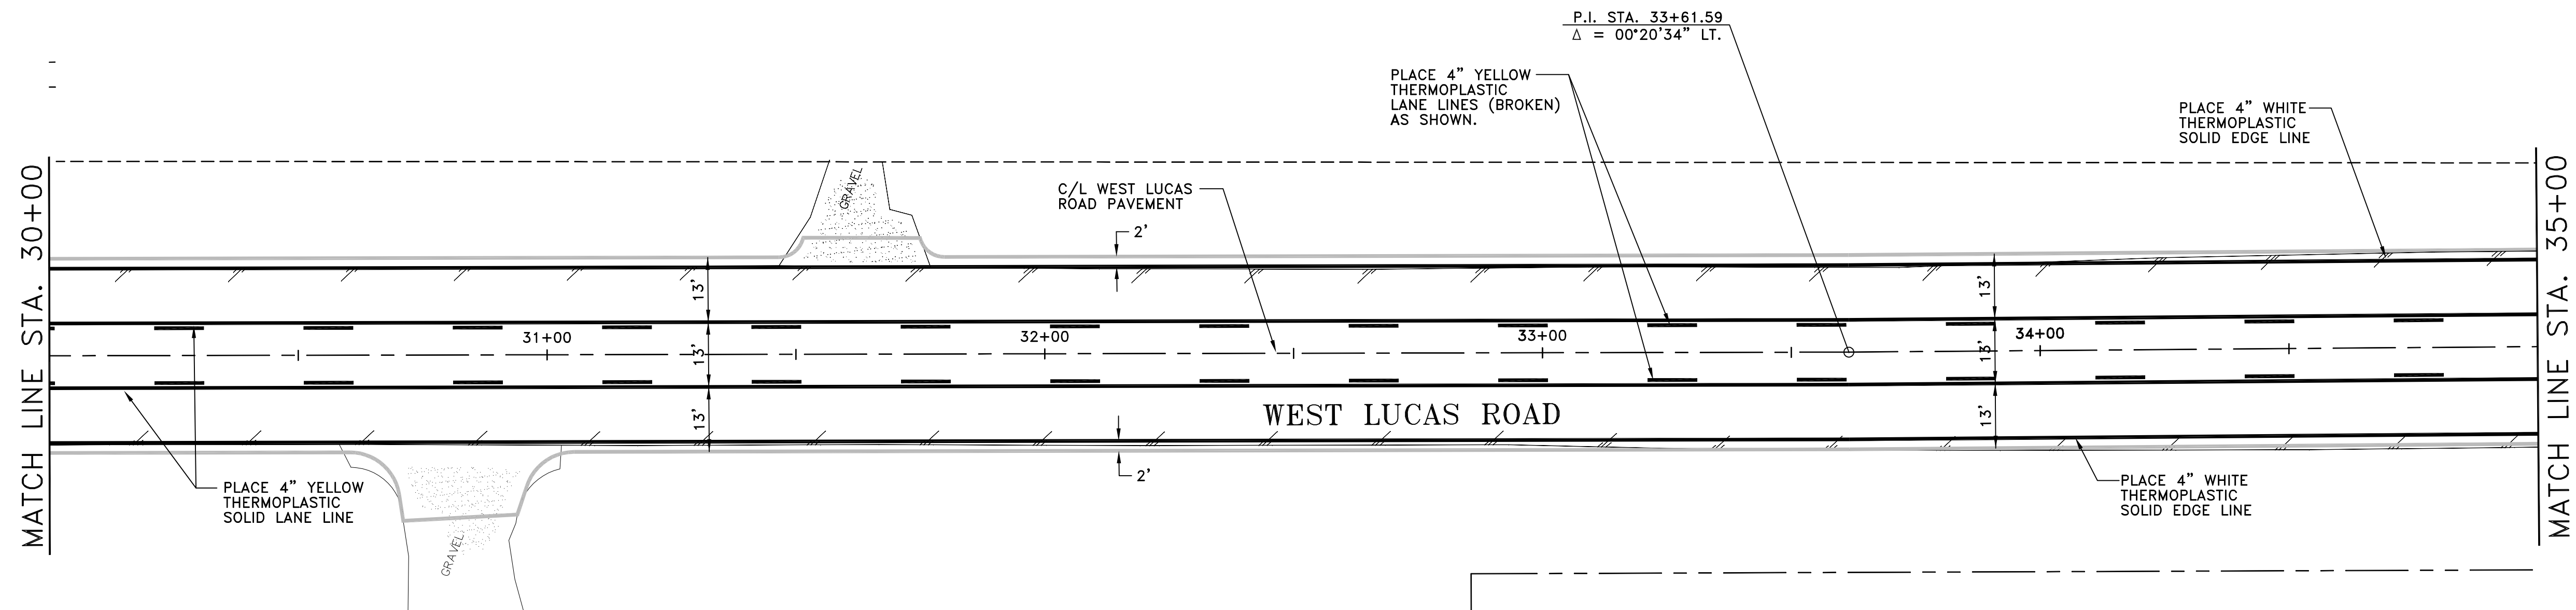 P.I. STA. 33+61.59
Δ = 00°20'34" LT.
PLACE 4" YELLOW
THERMOPLASTIC
LANE LINES (BROKEN)
AS SHOWN.
PLACE 4" WHITE
THERMOPLASTIC
SOLID EDGE LINE
MATCH LINE STA. 30+00
MATCH LINE STA. 35+00
GRAVEL
C/L WEST LUCAS
ROAD PAVEMENT
2'
13'
13'
31+00
32+00
33+00
34+00
13'
13'
13'
13'
WEST LUCAS ROAD
2'
PLACE 4" YELLOW
THERMOPLASTIC
SOLID LANE LINE
PLACE 4" WHITE
THERMOPLASTIC
SOLID EDGE LINE
GRAVEL